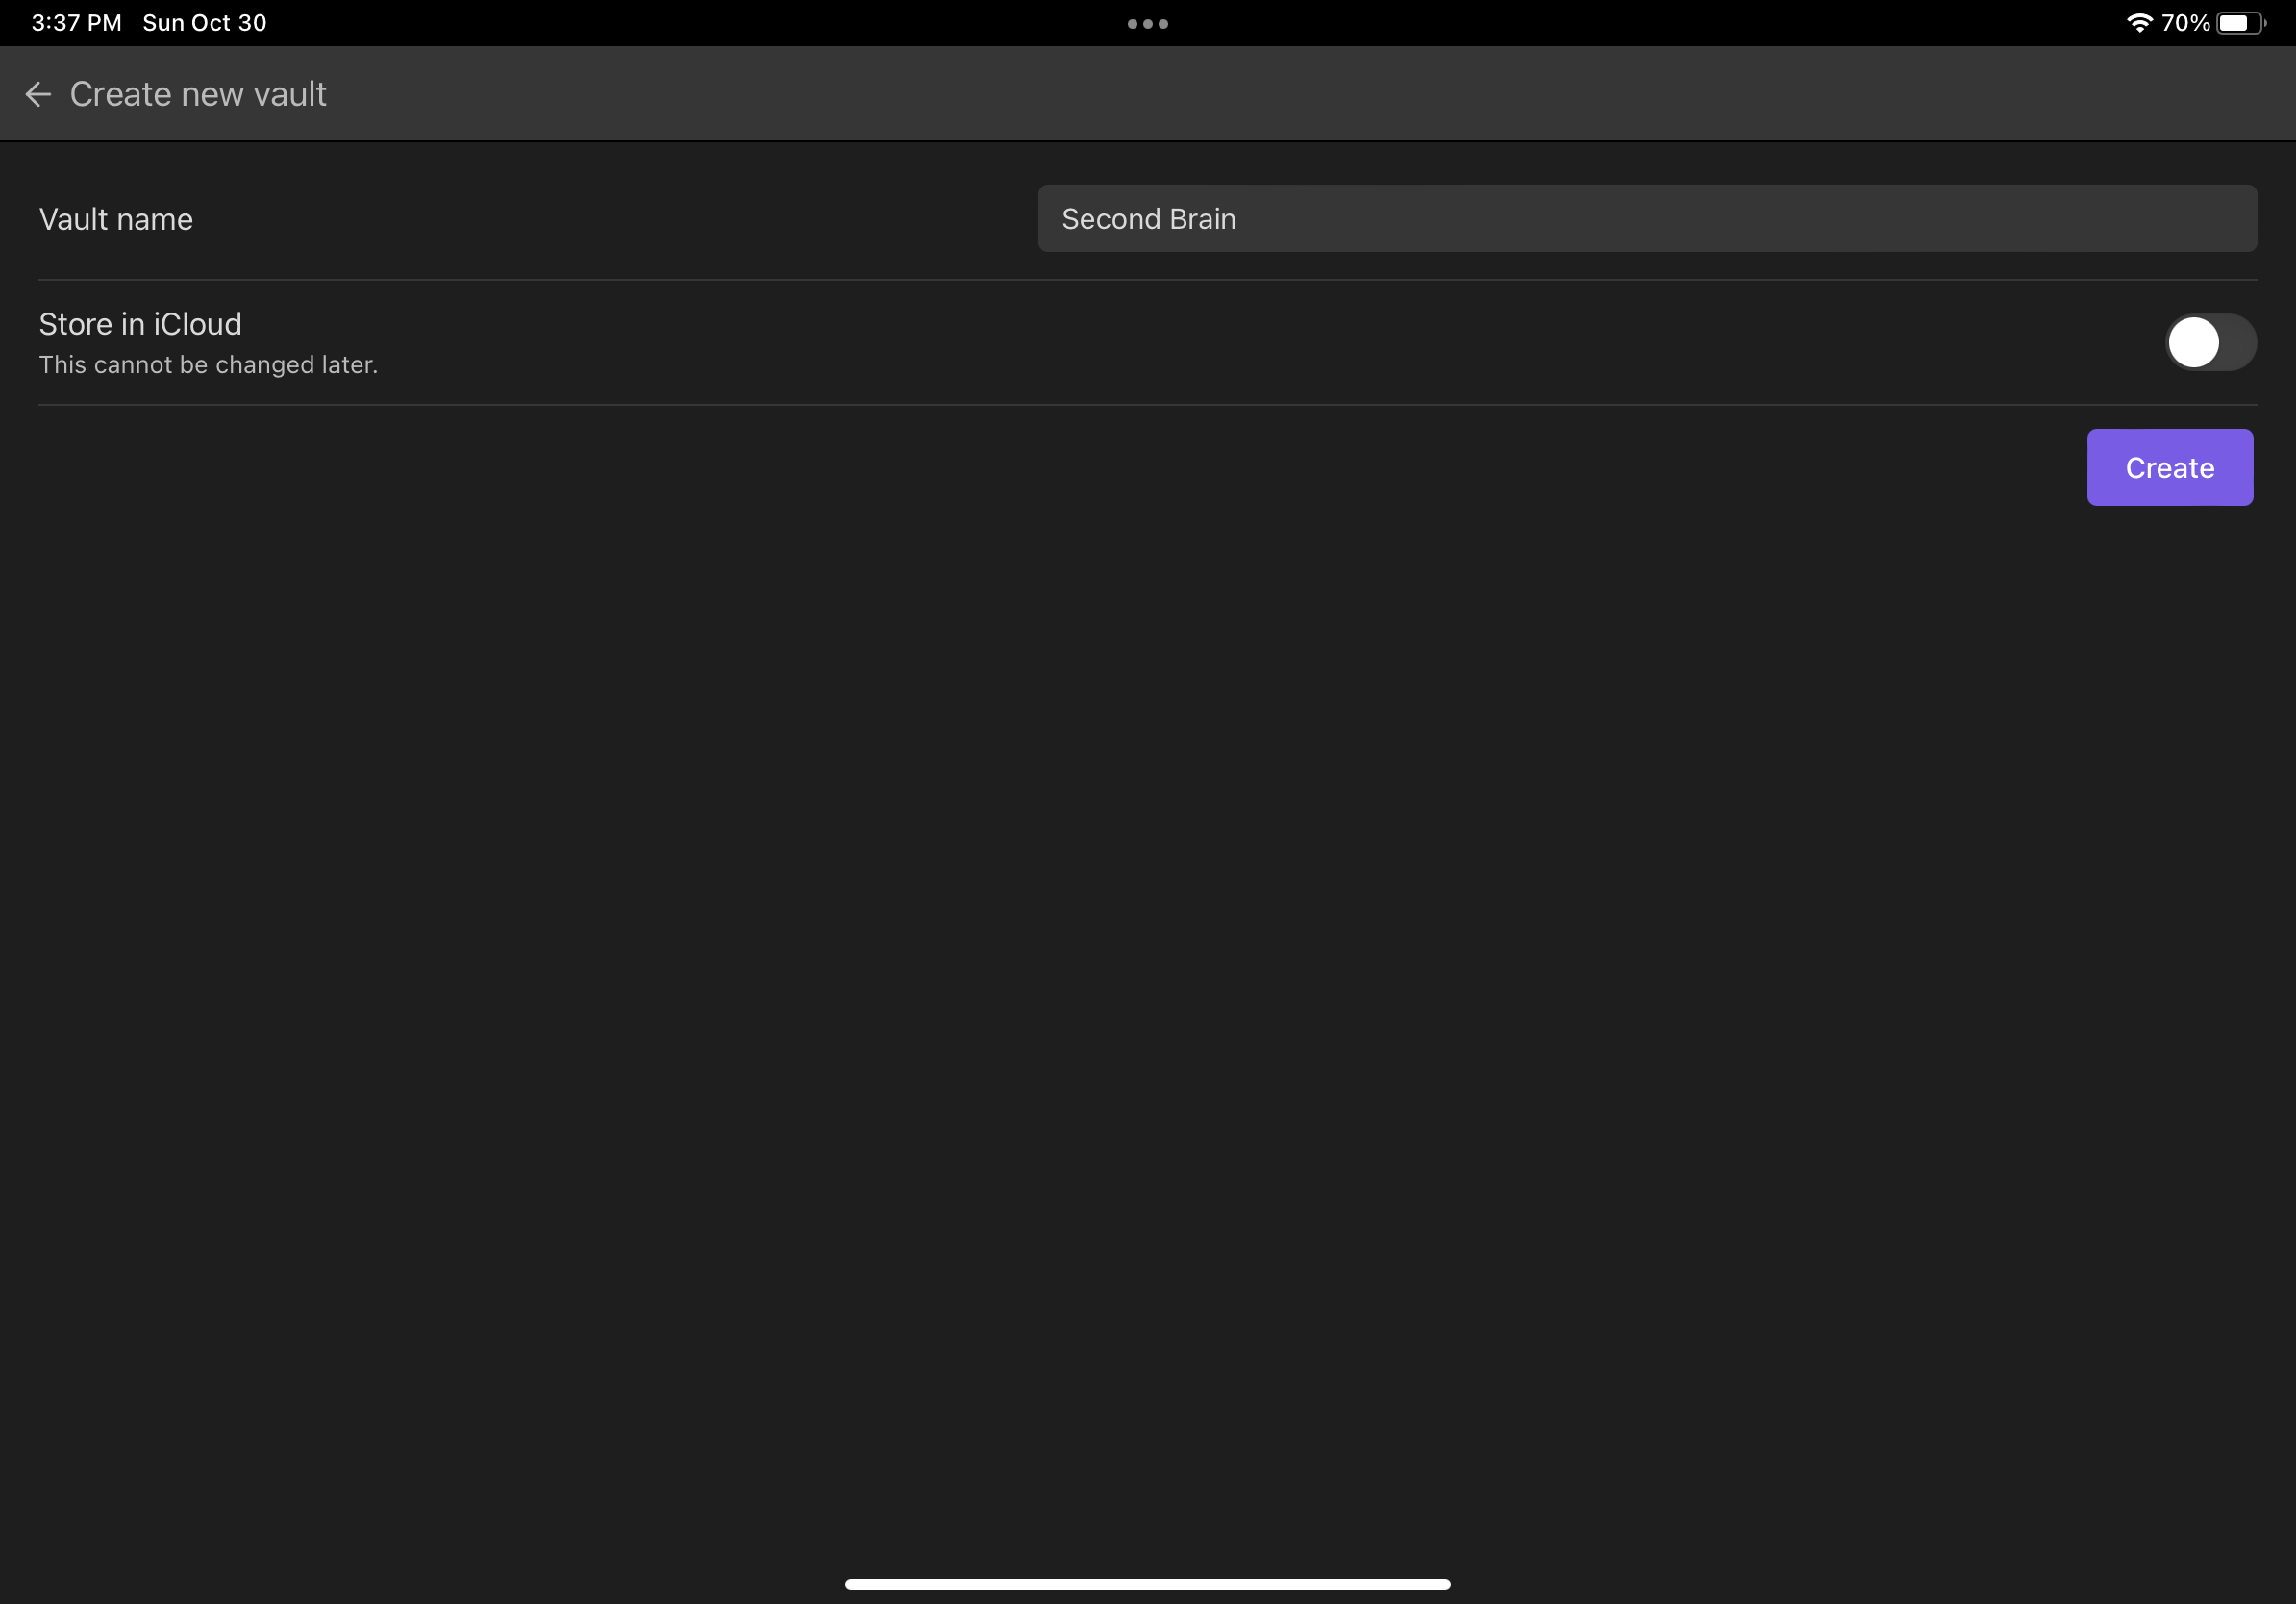 3:37 PM Sun Oct 30
70%
Create new vault
Vault name
Second Brain
Store in iCloud
This cannot be changed later.
Create